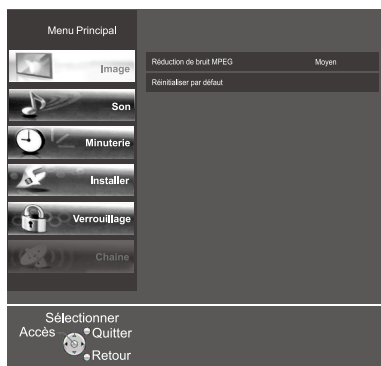 Menu Principal
Image
Son
Minuterie
Installer
Verrouillage
Chaine
Réduction de bruit MPEG Moyen
Réinitialiser par défaut
Sélectionner
Accès
Quitter
Retour